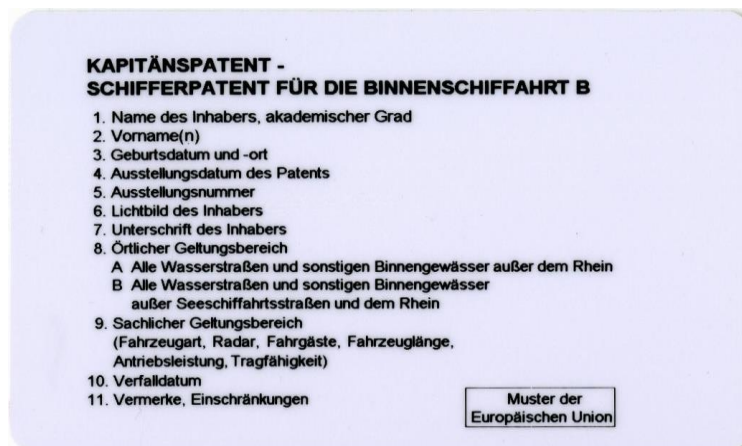 KAPITÄNSPATENT -
SCHIFFERPATENT FÜR DIE BINNENSCHIFFAHRT B
1. Name des Inhabers, akademischer Grad
2. Vorname(n)
3. Geburtsdatum und -ort
4. Ausstellungsdatum des Patents
5. Ausstellungsnummer
6. Lichtbild des Inhabers
7. Unterschrift des Inhabers
8. Örtlicher Geltungsbereich
A Alle Wasserstraßen und sonstigen Binnengewässer außer dem Rhein
B Alle Wasserstraßen und sonstigen Binnengewässer
außer Seeschiffahrtsstraßen und dem Rhein
9. Sachlicher Geltungsbereich
(Fahrzeugart, Radar, Fahrgäste, Fahrzeuglänge,
Antriebsleistung, Tragfähigkeit)
10. Verfalldatum
11. Vermerke, Einschränkungen
Muster der
Europäischen Union